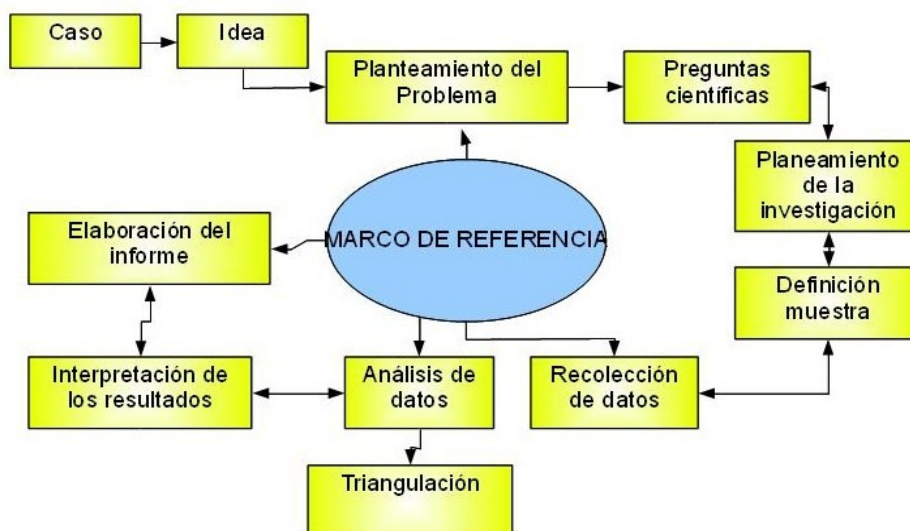 Caso
Idea
Planteamiento del
Problema
Preguntas
científicas
Planeamiento
de la
investigación
MARCO DE REFERENCIA
Elaboración del
informe
Definición
muestra
Interpretación de
los resultados
Análisis de
datos
Recolección
de datos
Triangulación